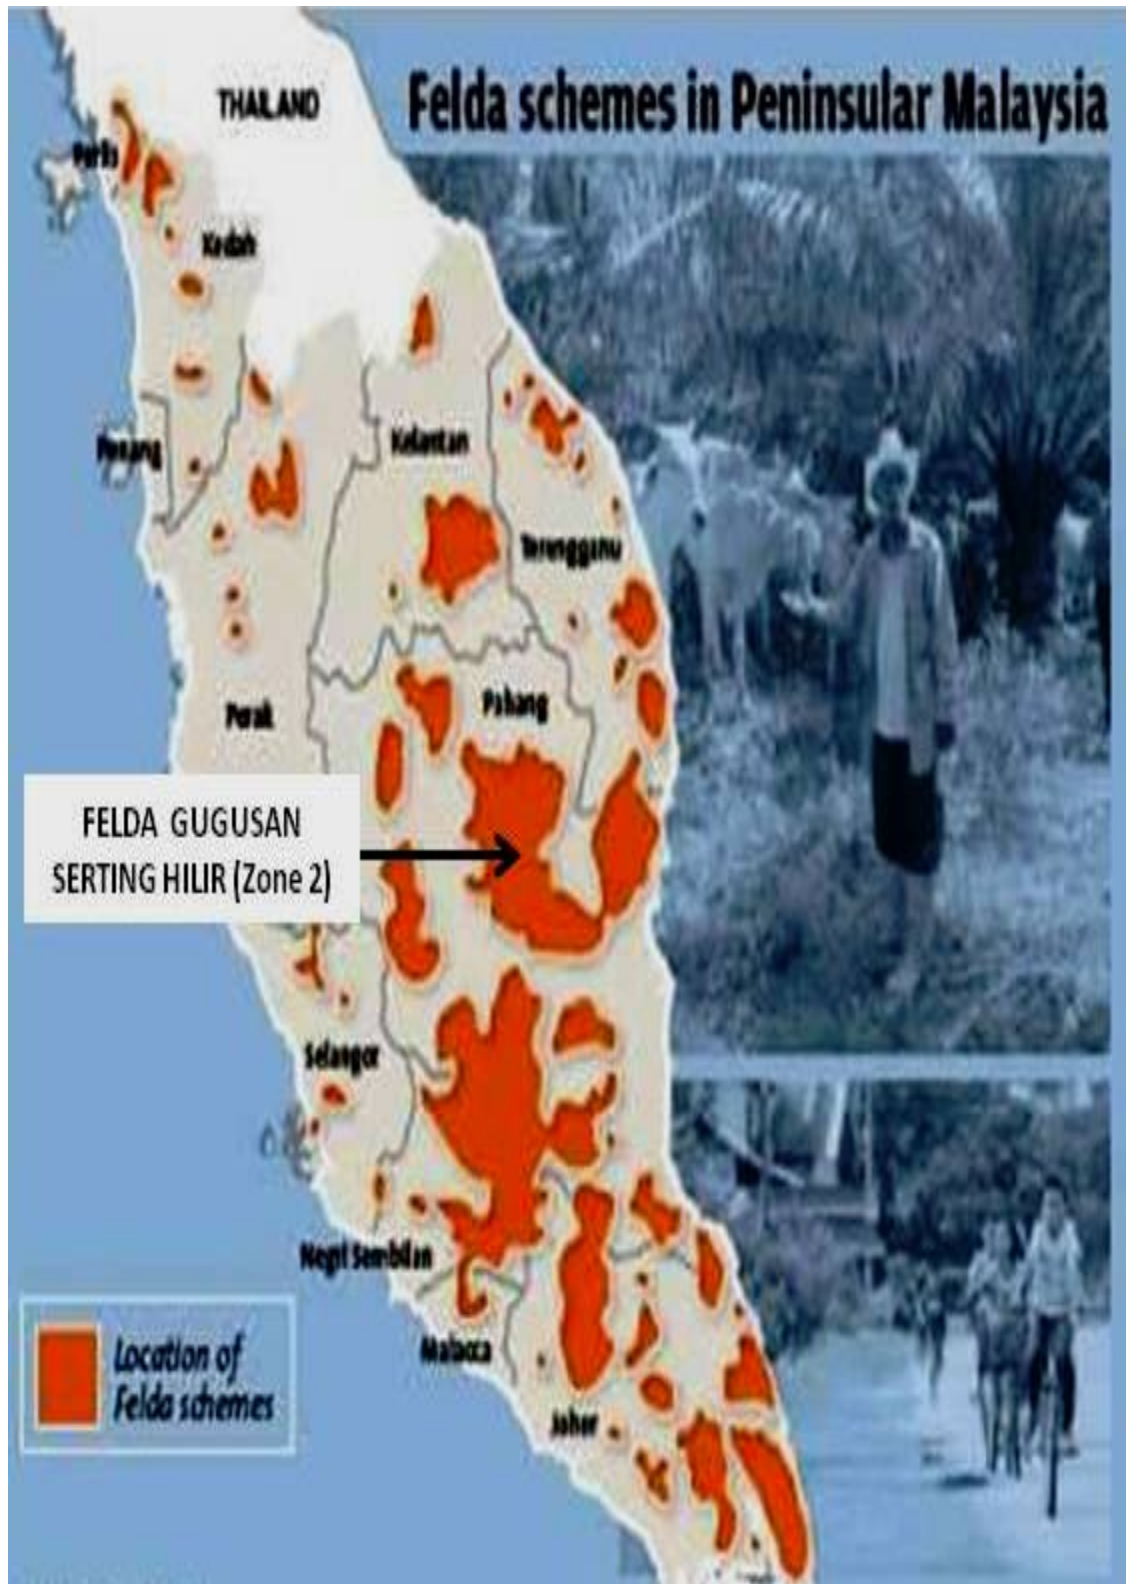 Felda schemes in Peninsular Malaysia
THAILAND
Perlis
Kedah
Penang
Kelantan
Terengganu
Perak
Pahang
FELDA GUGUSAN
SERTING HILIR (Zone 2)
Selangor
Negri Sembilan
Malacca
Johor
Location of
Felda schemes